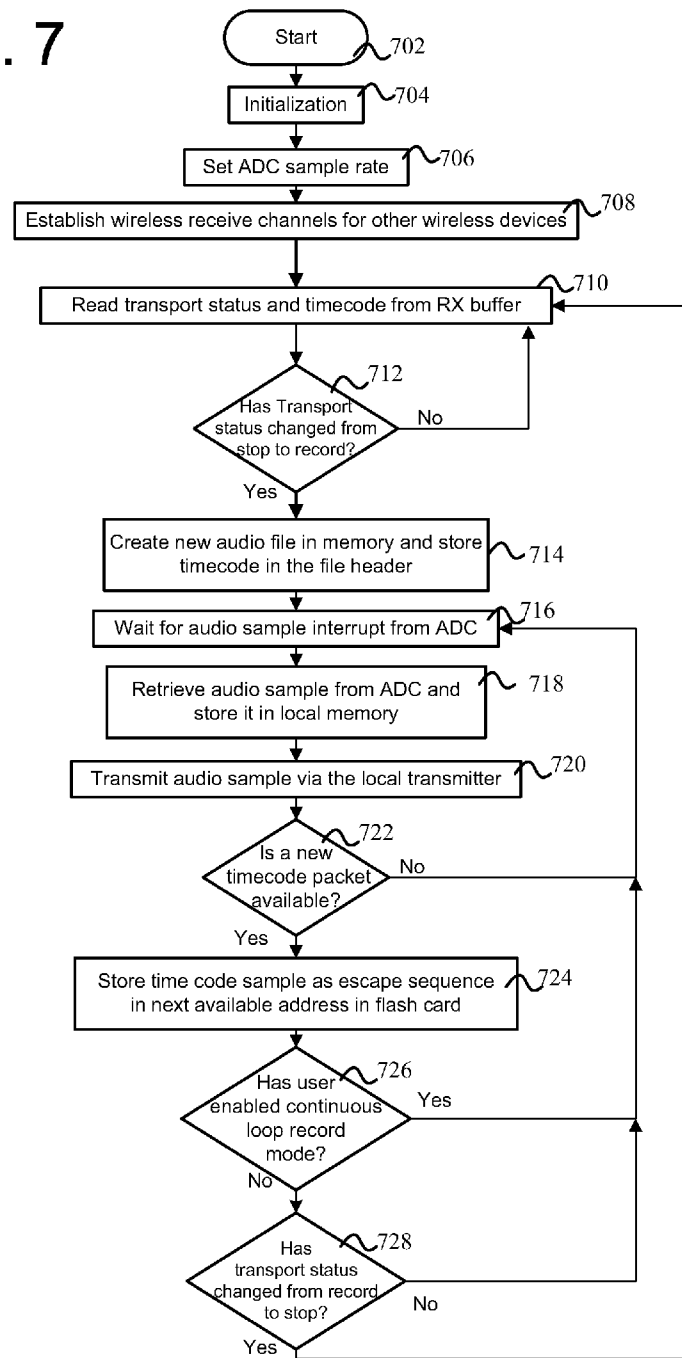 . 7
Start
702
Initialization
704
Set ADC sample rate
706
Establish wireless receive channels for other wireless devices
708
Read transport status and timecode from RX buffer
710
712
Has Transport
status changed from
stop to record?
No
Yes
Create new audio file in memory and store
timecode in the file header
714
Wait for audio sample interrupt from ADC
716
Retrieve audio sample from ADC and
store it in local memory
718
Transmit audio sample via the local transmitter
720
722
Is a new
timecode packet
available?
No
Yes
Store time code sample as escape sequence
in next available address in flash card
724
726
Has user
enabled continuous
loop record
mode?
Yes
No
728
Has
transport status
changed from record
to stop?
No
Yes